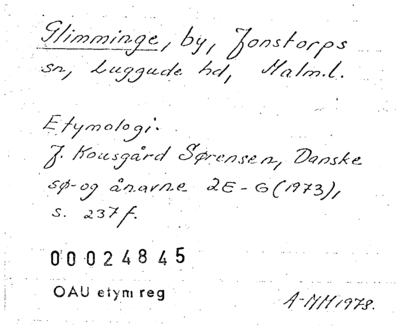 Glimminge, by, Jonstorps
sn, Luggude hd, Malm.l.
Etymologi.
J. Kousgård Sørensen, Danske
sø- og ånavne 2E-G (1973),
s. 237f.
00024845
OAU etym reg
A-NH 1978.